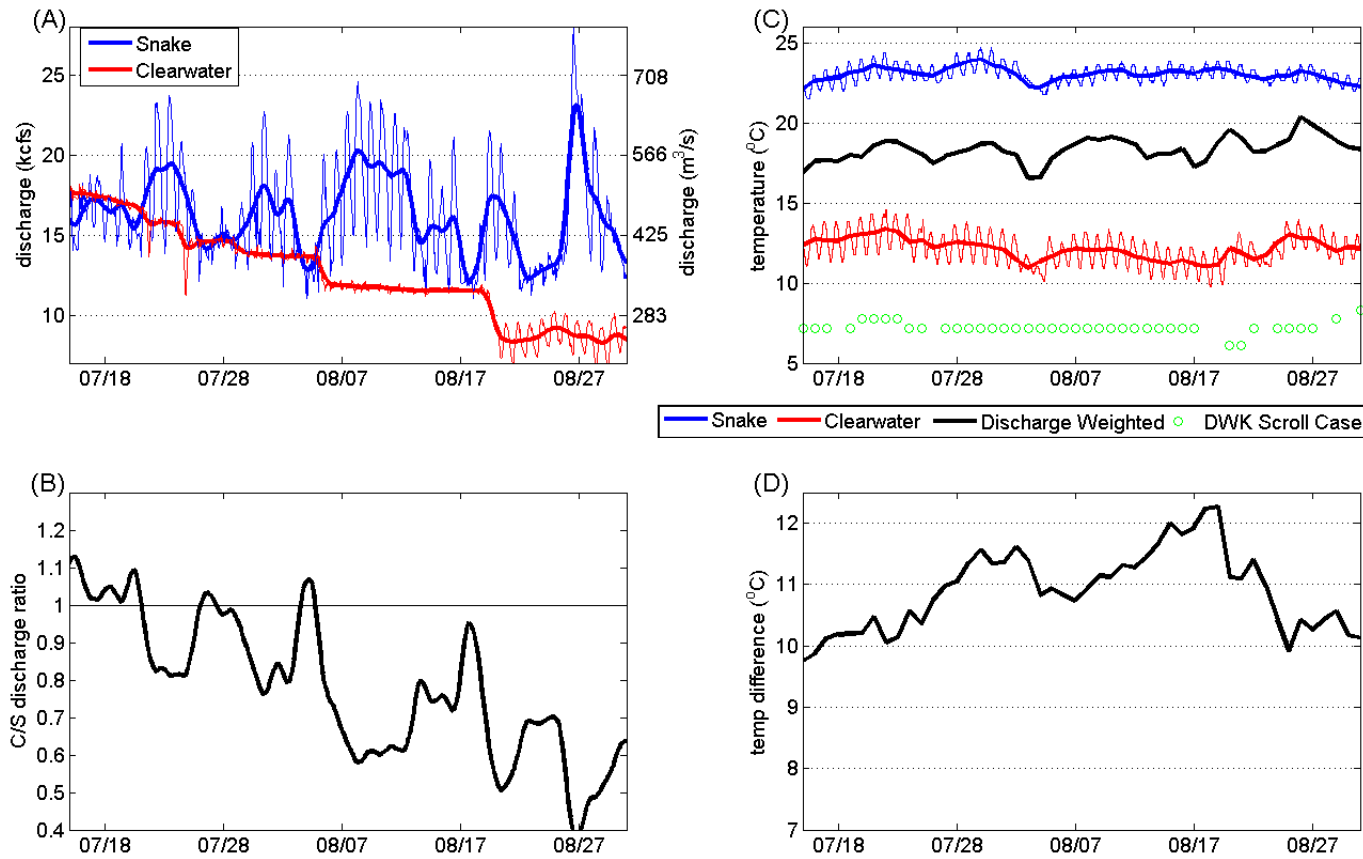 (A)
Snake
Clearwater
discharge (kcfs)
25
20
15
10
708
566
425
283
discharge (m³/s)
07/18 07/28 08/07 08/17 08/27
(C)
temperature (⁰C)
25
20
15
10
5
07/18 07/28 08/07 08/17 08/27
Snake Clearwater Discharge Weighted DWK Scroll Case
(B)
C/S discharge ratio
1.2
1.1
1
0.9
0.8
0.7
0.6
0.5
0.4
07/18 07/28 08/07 08/17 08/27
(D)
temp difference (⁰C)
12
11
10
9
8
7
07/18 07/28 08/07 08/17 08/27